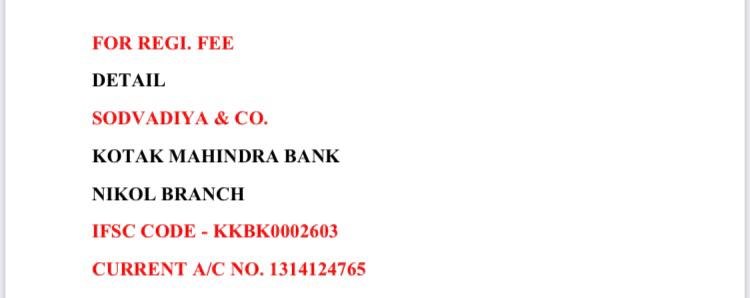 FOR REGI. FEE
DETAIL
SODVADIYA & CO.
KOTAK MAHINDRA BANK
NIKOL BRANCH
IFSC CODE - KKBK0002603
CURRENT A/C NO. 1314124765